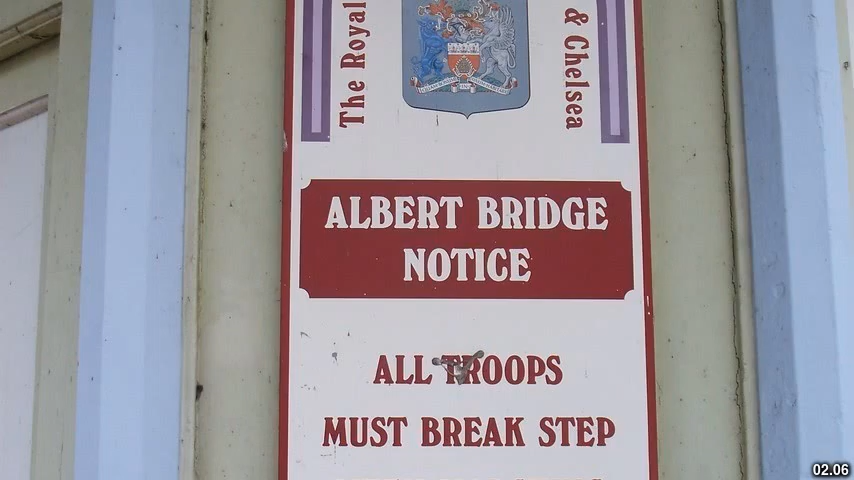 The Royal
& Chelsea
ALBERT BRIDGE
NOTICE
ALL TROOPS
MUST BREAK STEP
02.06